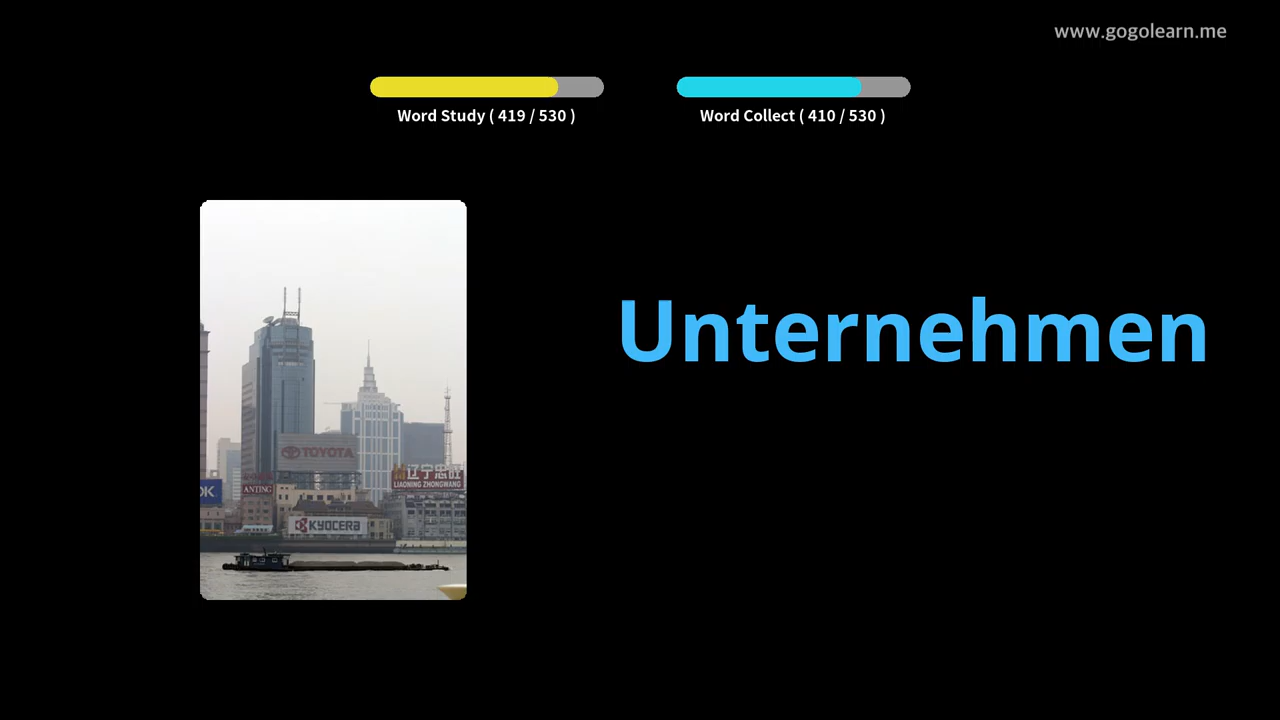 www.gogolearn.me
Word Study ( 419 / 530 )
Word Collect ( 410 / 530 )
Unternehmen
TOYOTA
辽宁忠旺
LIAONING ZHONGWANG
OK
ANTING
KYOCERA